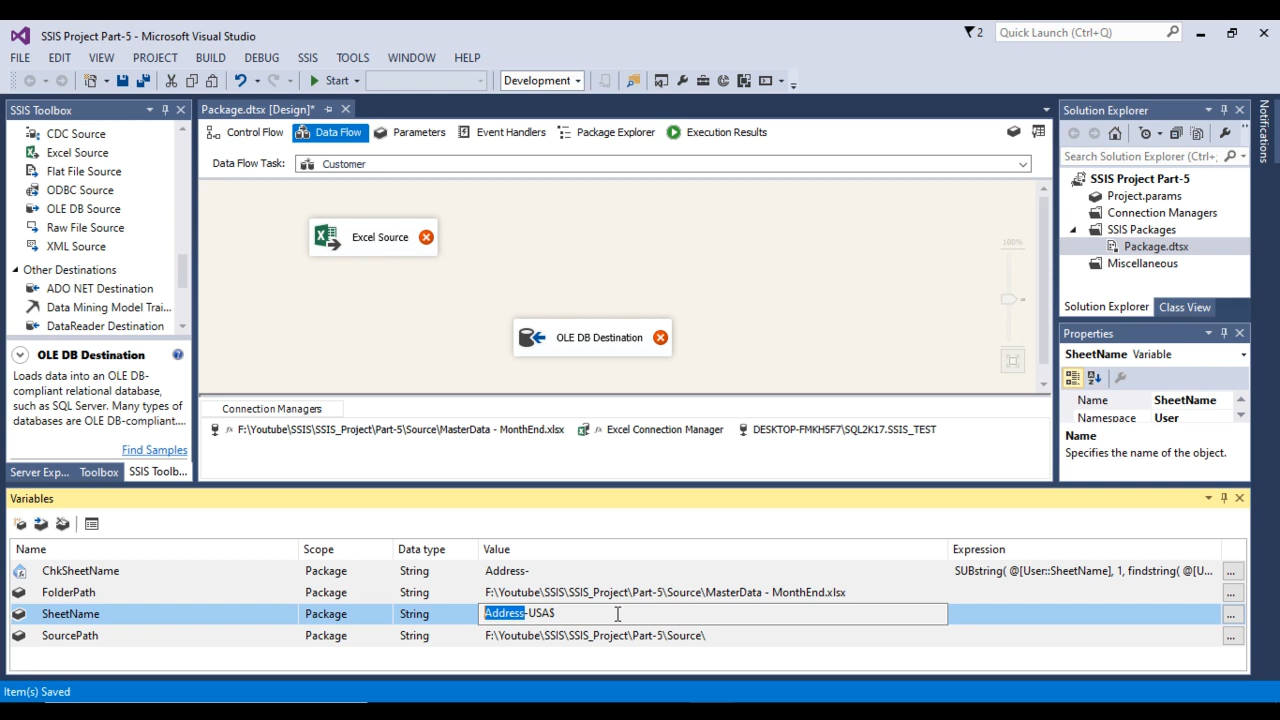 SSIS Project Part-5 - Microsoft Visual Studio
2
Quick Launch (Ctrl+Q)
FILE EDIT VIEW PROJECT BUILD DEBUG SSIS TOOLS WINDOW HELP
Start
Development
SSIS Toolbox
CDC Source
Excel Source
Flat File Source
ODBC Source
OLE DB Source
Raw File Source
XML Source
Other Destinations
ADO NET Destination
Data Mining Model Trai...
DataReader Destination
OLE DB Destination
Loads data into an OLE DB-
compliant relational database,
such as SQL Server. Many types of
databases are OLE DB-compliant....
Find Samples
Server Exp... Toolbox SSIS Toolb...
Package.dtsx [Design]*
Control Flow Data Flow Parameters Event Handlers Package Explorer Execution Results
Data Flow Task: Customer
Excel Source
OLE DB Destination
100%
Connection Managers
fx F:\Youtube\SSIS\SSIS_Project\Part-5\Source\MasterData - MonthEnd.xlsx fx Excel Connection Manager DESKTOP-FMKH5F7\SQL2K17.SSIS_TEST
Solution Explorer
Search Solution Explorer (Ctrl+;
SSIS Project Part-5
Project.params
Connection Managers
SSIS Packages
Package.dtsx
Miscellaneous
Solution Explorer Class View
Properties
SheetName Variable
Name SheetName
Namespace User
Name
Specifies the name of the object.
Notifications
Variables
Name Scope Data type Value Expression
ChkSheetName Package String Address- SUBstring( @[User::SheetName], 1, findstring( @[U... ...
FolderPath Package String F:\Youtube\SSIS\SSIS_Project\Part-5\Source\MasterData - MonthEnd.xlsx ...
SheetName Package String Address-USA$ ...
SourcePath Package String F:\Youtube\SSIS\SSIS_Project\Part-5\Source\ ...
Item(s) Saved